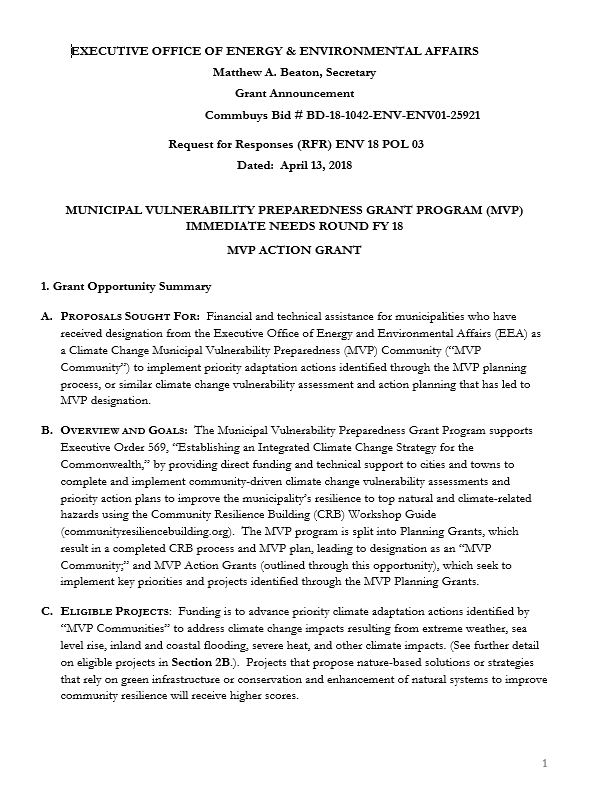 EXECUTIVE OFFICE OF ENERGY & ENVIRONMENTAL AFFAIRS
Matthew A. Beaton, Secretary
Grant Announcement
Commbuys Bid # BD-18-1042-ENV-ENV01-25921
Request for Responses (RFR) ENV 18 POL 03
Dated:  April 13, 2018
MUNICIPAL VULNERABILITY PREPAREDNESS GRANT PROGRAM (MVP)
IMMEDIATE NEEDS ROUND FY 18
MVP ACTION GRANT
1. Grant Opportunity Summary
A. PROPOSALS SOUGHT FOR:  Financial and technical assistance for municipalities who have
received designation from the Executive Office of Energy and Environmental Affairs (EEA) as
a Climate Change Municipal Vulnerability Preparedness (MVP) Community (“MVP
Community”) to implement priority adaptation actions identified through the MVP planning
process, or similar climate change vulnerability assessment and action planning that has led to
MVP designation.
B. OVERVIEW AND GOALS:  The Municipal Vulnerability Preparedness Grant Program supports
Executive Order 569, “Establishing an Integrated Climate Change Strategy for the
Commonwealth,” by providing direct funding and technical support to cities and towns to
complete and implement community-driven climate change vulnerability assessments and
priority action plans to improve the municipality’s resilience to top natural and climate-related
hazards using the Community Resilience Building (CRB) Workshop Guide
(communityresiliencebuilding.org).  The MVP program is split into Planning Grants, which
result in a completed CRB process and MVP plan, leading to designation as an “MVP
Community;” and MVP Action Grants (outlined through this opportunity), which seek to
implement key priorities and projects identified through the MVP Planning Grants.
C. ELIGIBLE PROJECTS:  Funding is to advance priority climate adaptation actions identified by
“MVP Communities” to address climate change impacts resulting from extreme weather, sea
level rise, inland and coastal flooding, severe heat, and other climate impacts. (See further detail
on eligible projects in Section 2B.).  Projects that propose nature-based solutions or strategies
that rely on green infrastructure or conservation and enhancement of natural systems to improve
community resilience will receive higher scores.
1